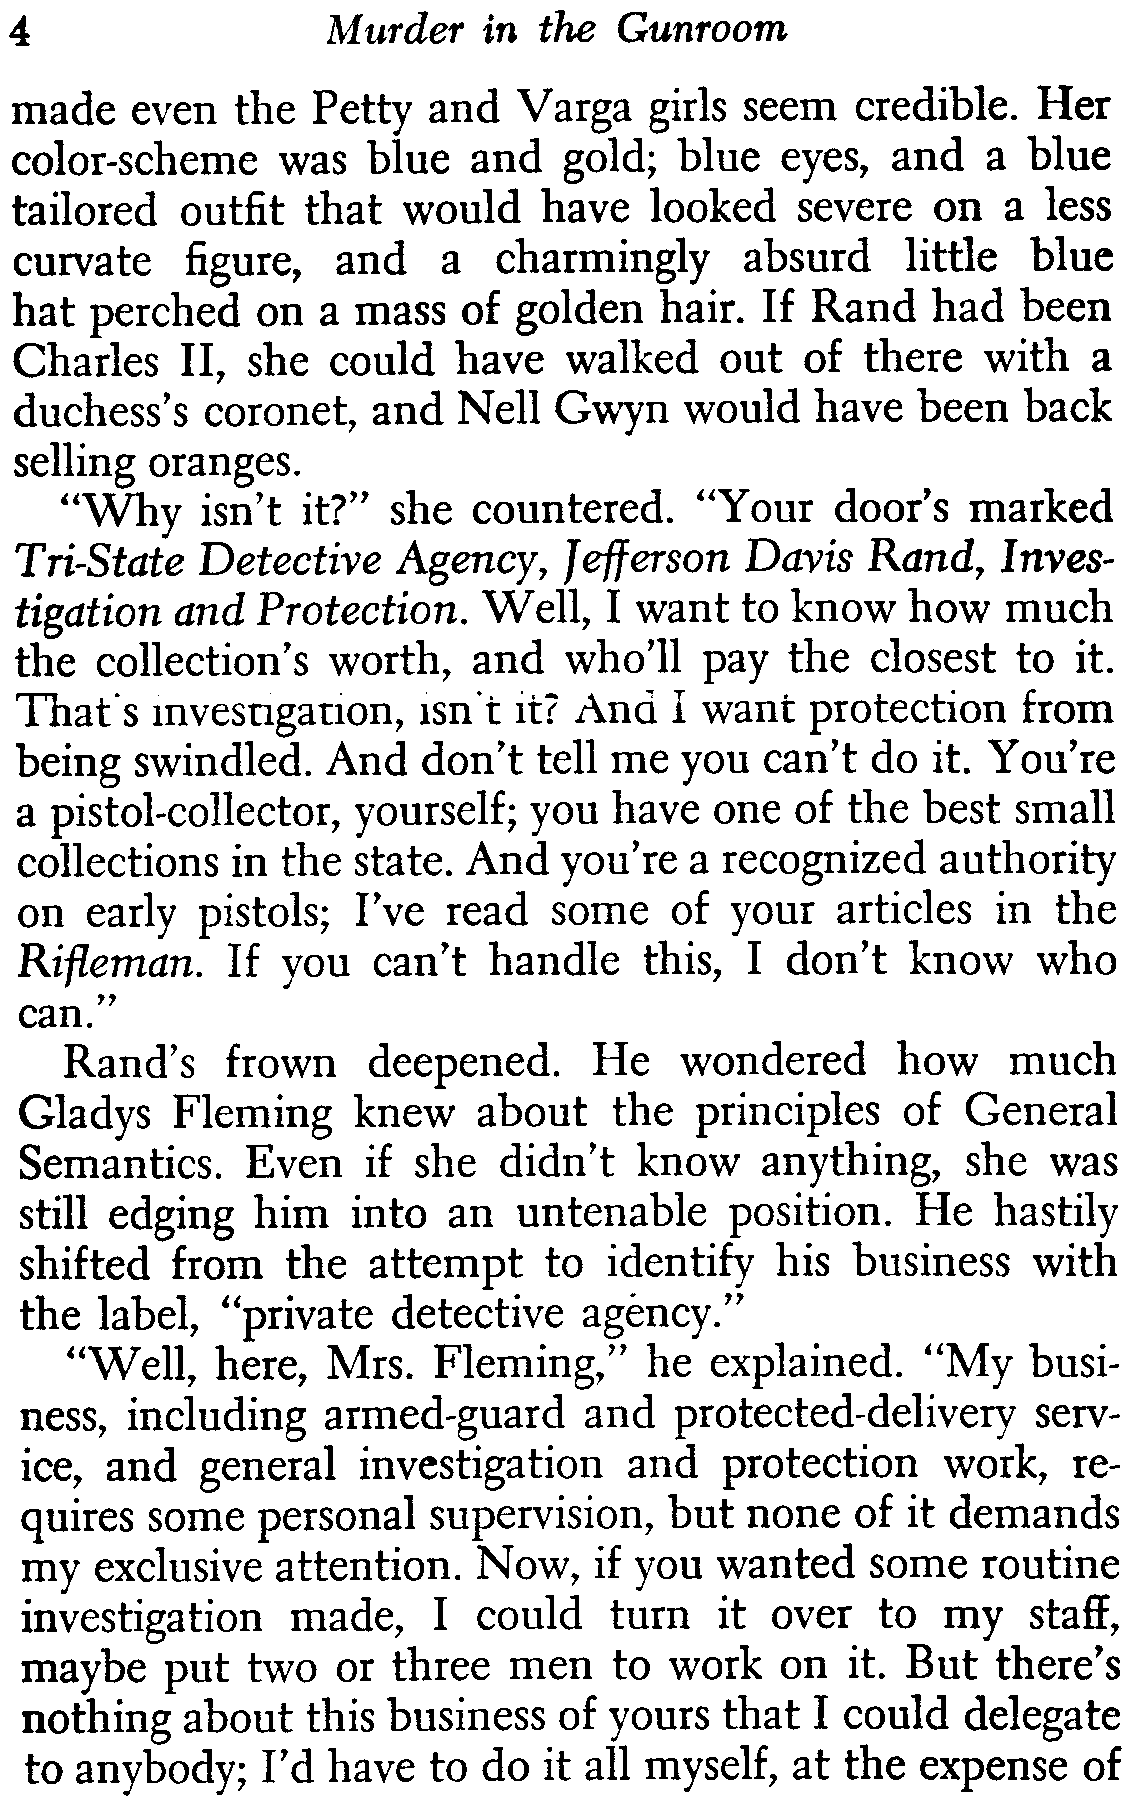 4 Murder in the Gunroom
made even the Petty and Varga girls seem credible. Her
color-scheme was blue and gold; blue eyes, and a blue
tailored outfit that would have looked severe on a less
curvate figure, and a charmingly absurd little blue
hat perched on a mass of golden hair. If Rand had been
Charles II, she could have walked out of there with a
duchess's coronet, and Nell Gwyn would have been back
selling oranges.
“Why isn't it?” she countered. “Your door's marked
Tri-State Detective Agency, Jefferson Davis Rand, Inves-
tigation and Protection. Well, I want to know how much
the collection's worth, and who'll pay the closest to it.
That's investigation, isn't it? And I want protection from
being swindled. And don't tell me you can't do it. You're
a pistol-collector, yourself; you have one of the best small
collections in the state. And you're a recognized authority
on early pistols; I've read some of your articles in the
Rifleman. If you can't handle this, I don't know who
can.”
Rand's frown deepened. He wondered how much
Gladys Fleming knew about the principles of General
Semantics. Even if she didn't know anything, she was
still edging him into an untenable position. He hastily
shifted from the attempt to identify his business with
the label, “private detective agency.”
“Well, here, Mrs. Fleming,” he explained. “My busi-
ness, including armed-guard and protected-delivery serv-
ice, and general investigation and protection work, re-
quires some personal supervision, but none of it demands
my exclusive attention. Now, if you wanted some routine
investigation made, I could turn it over to my staff,
maybe put two or three men to work on it. But there's
nothing about this business of yours that I could delegate
to anybody; I'd have to do it all myself, at the expense of